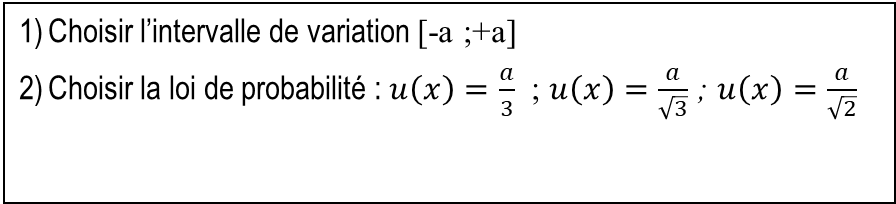 1) Choisir l’intervalle de variation [-a ;+a]
2) Choisir la loi de probabilité : u(x) = a/3 ; u(x) = a/√3 ; u(x) = a/√2